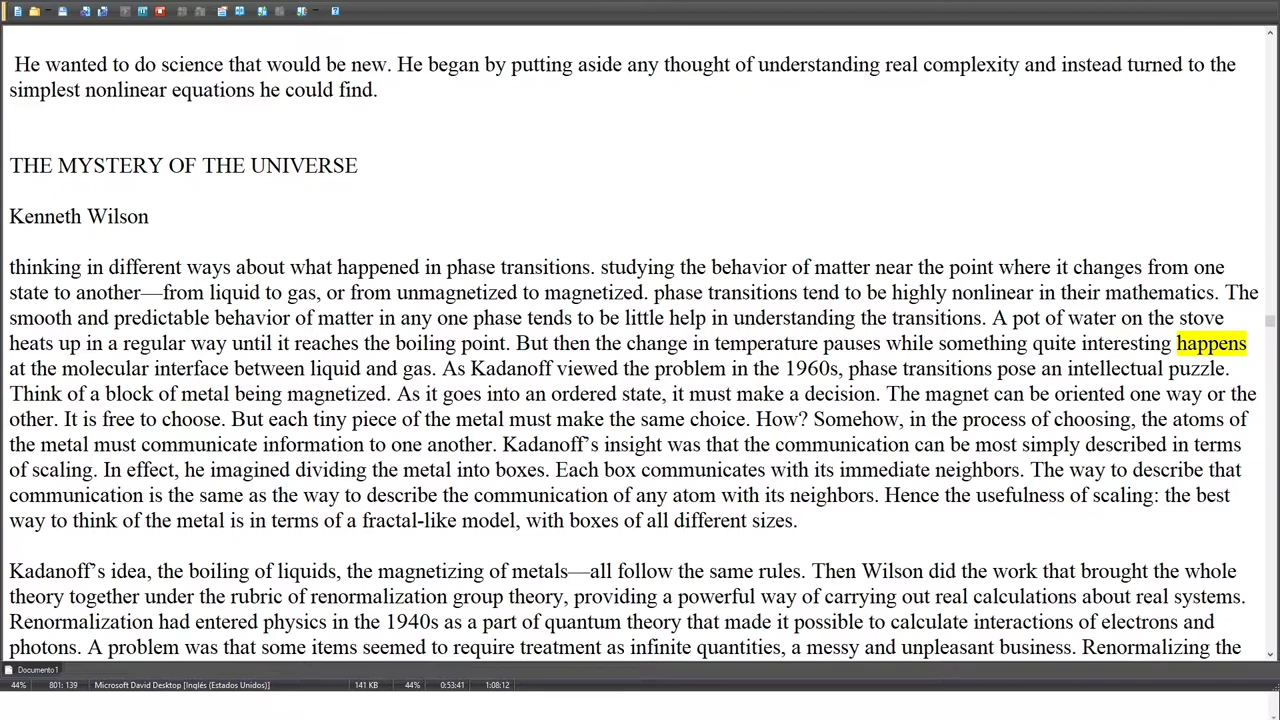 He wanted to do science that would be new. He began by putting aside any thought of understanding real complexity and instead turned to the
simplest nonlinear equations he could find.
THE MYSTERY OF THE UNIVERSE
Kenneth Wilson
thinking in different ways about what happened in phase transitions. studying the behavior of matter near the point where it changes from one
state to another—from liquid to gas, or from unmagnetized to magnetized. phase transitions tend to be highly nonlinear in their mathematics. The
smooth and predictable behavior of matter in any one phase tends to be little help in understanding the transitions. A pot of water on the stove
heats up in a regular way until it reaches the boiling point. But then the change in temperature pauses while something quite interesting happens
at the molecular interface between liquid and gas. As Kadanoff viewed the problem in the 1960s, phase transitions pose an intellectual puzzle.
Think of a block of metal being magnetized. As it goes into an ordered state, it must make a decision. The magnet can be oriented one way or the
other. It is free to choose. But each tiny piece of the metal must make the same choice. How? Somehow, in the process of choosing, the atoms of
the metal must communicate information to one another. Kadanoff’s insight was that the communication can be most simply described in terms
of scaling. In effect, he imagined dividing the metal into boxes. Each box communicates with its immediate neighbors. The way to describe that
communication is the same as the way to describe the communication of any atom with its neighbors. Hence the usefulness of scaling: the best
way to think of the metal is in terms of a fractal-like model, with boxes of all different sizes.
Kadanoff’s idea, the boiling of liquids, the magnetizing of metals—all follow the same rules. Then Wilson did the work that brought the whole
theory together under the rubric of renormalization group theory, providing a powerful way of carrying out real calculations about real systems.
Renormalization had entered physics in the 1940s as a part of quantum theory that made it possible to calculate interactions of electrons and
photons. A problem was that some items seemed to require treatment as infinite quantities, a messy and unpleasant business. Renormalizing the
Documento1
44% 801: 139 Microsoft David Desktop [Inglés (Estados Unidos)] 141 KB 44% 0:53:41 1:08:12